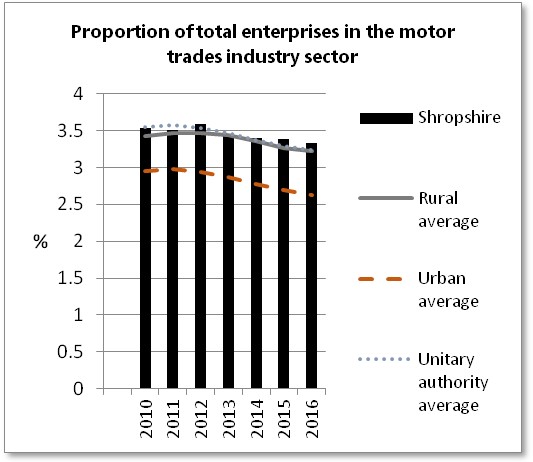 Proportion of total enterprises in the motor
trades industry sector
4
3.5
3
2.5
2
1.5
1
0.5
0
%
2010
2011
2012
2013
2014
2015
2016
Shropshire
Rural
average
Urban
average
Unitary
authority
average